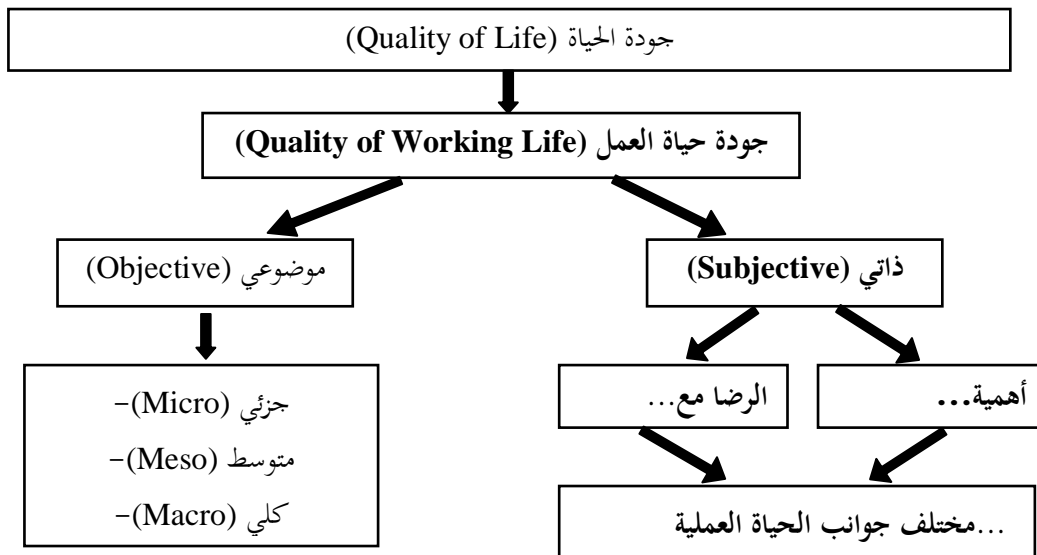 جودة الحياة (Quality of Life)
جودة حياة العمل (Quality of Working Life)
ذاتي (Subjective)
موضوعي (Objective)
أهمية...
الرضا مع...
...مختلف جوانب الحياة العملية
جزئي (Micro)-
متوسط (Meso)-
كلي (Macro)-